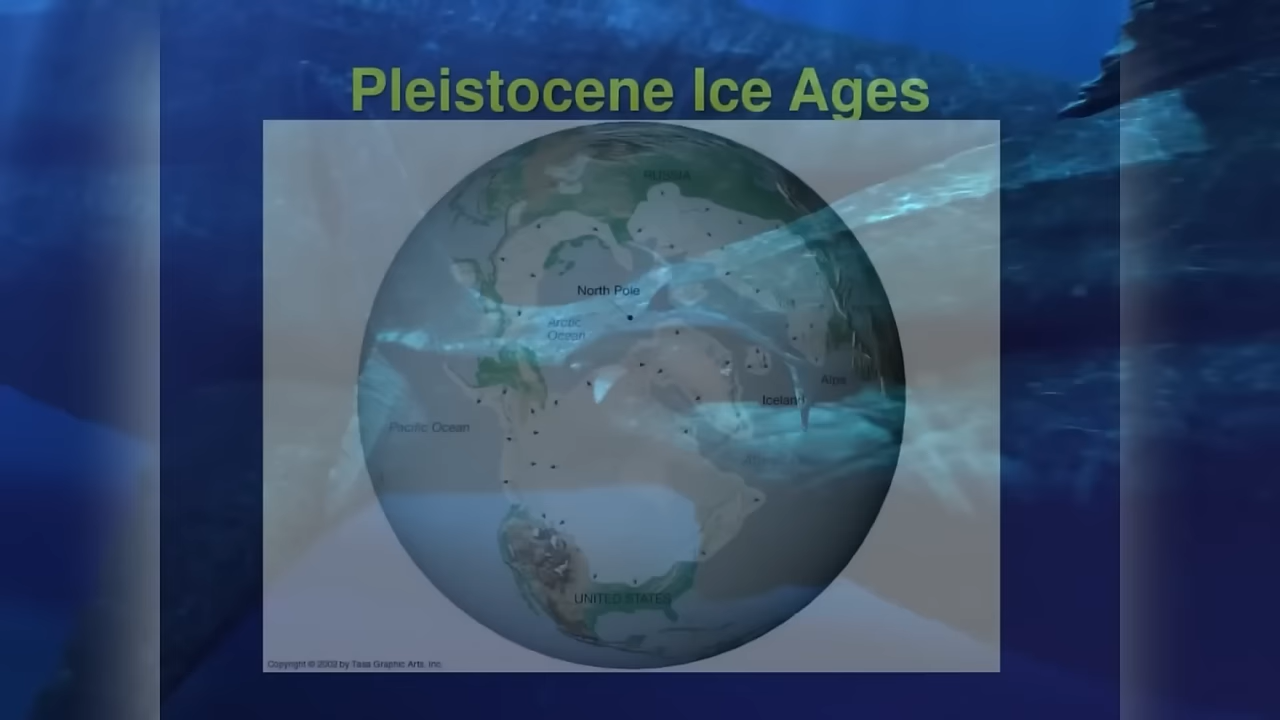 Pleistocene Ice Ages
RUSSIA
North Pole
Arctic
Ocean
Alps
Iceland
Pacific Ocean
UNITED STATES
Copyright © 2003 by Tasa Graphic Arts, Inc.